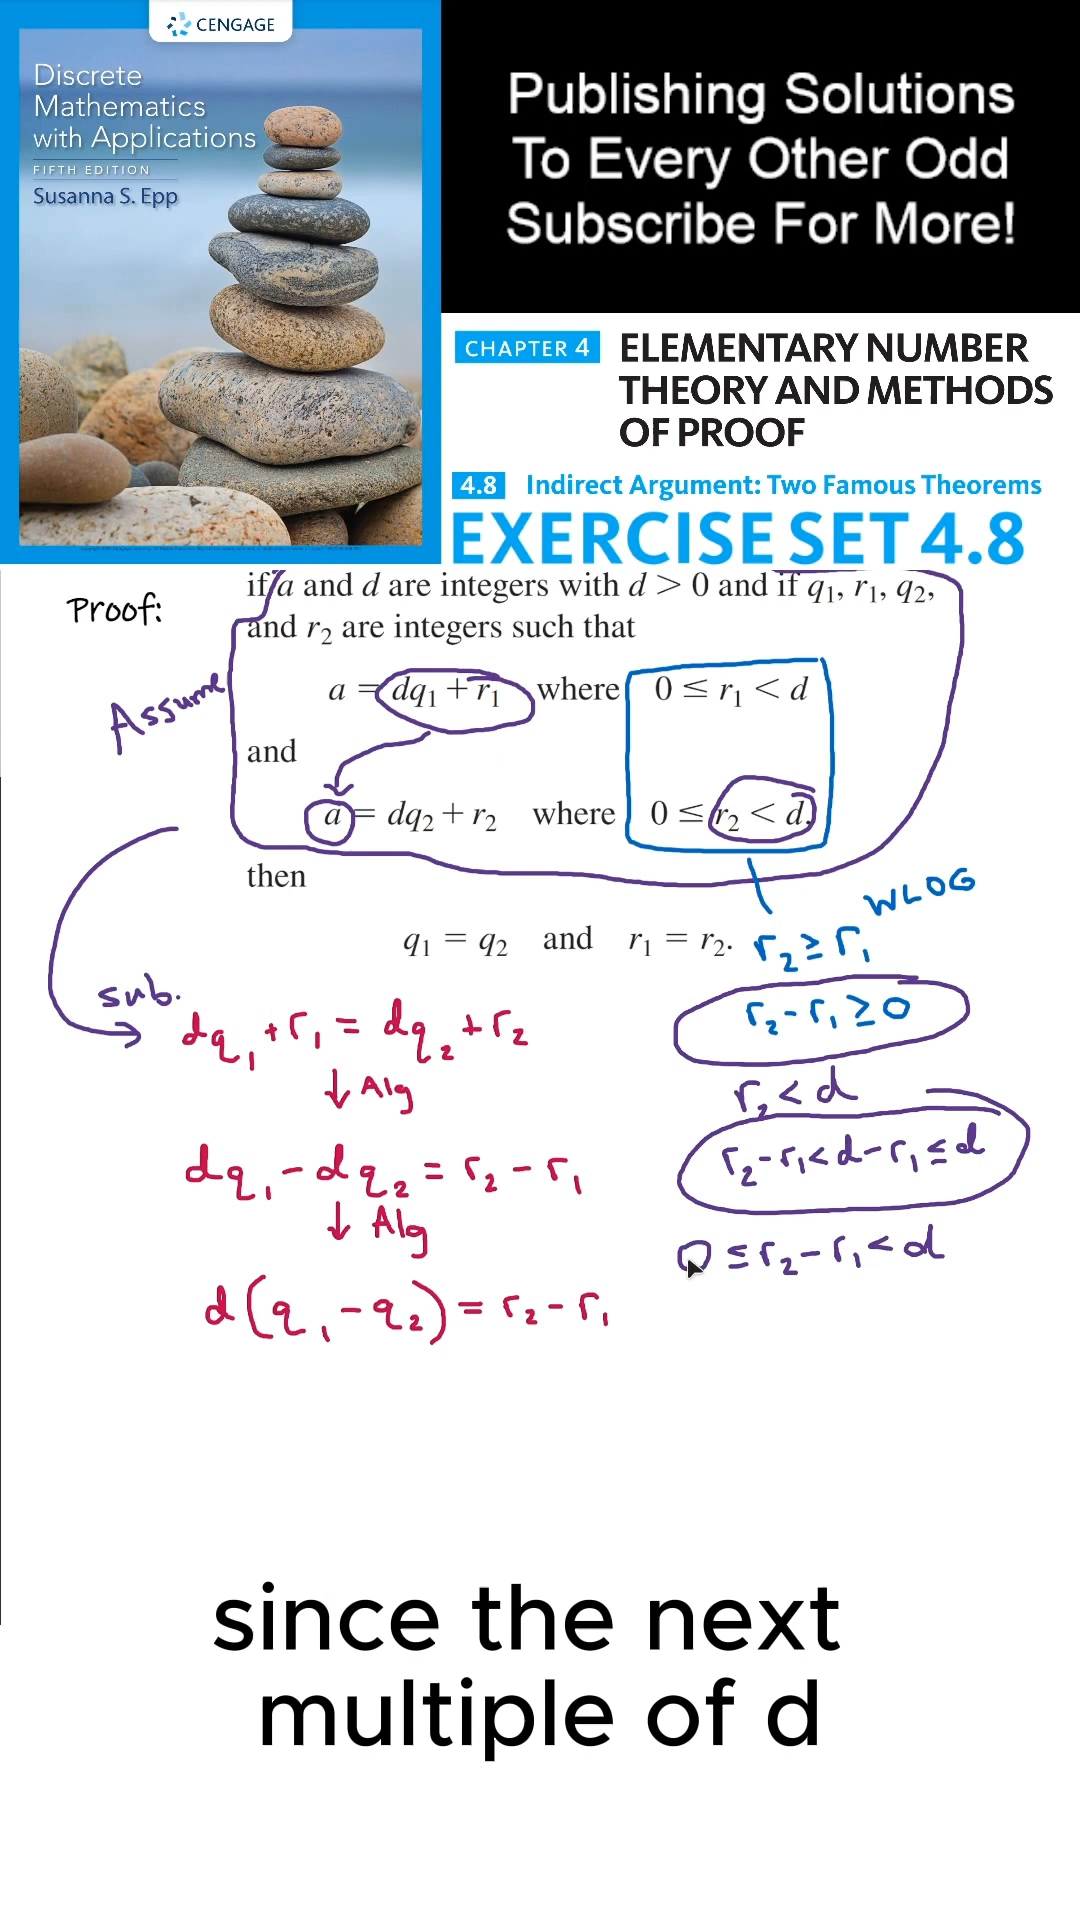 CENGAGE
Discrete
Mathematics
with Applications
FIFTH EDITION
Susanna S. Epp
Publishing Solutions
To Every Other Odd
Subscribe For More!
CHAPTER 4 ELEMENTARY NUMBER
THEORY AND METHODS
OF PROOF
4.8 Indirect Argument: Two Famous Theorems
EXERCISE SET 4.8
Proof:
if a and d are integers with d > 0 and if q₁, r₁, q₂,
and r₂ are integers such that
Assume
a = dq₁ + r₁ where 0 ≤ r₁ < d
and
a = dq₂ + r₂ where 0 ≤ r₂ < d.
then
WLOG
q₁ = q₂ and r₁ = r₂.
r₂ ≥ r₁
sub.
r₂ - r₁ ≥ 0
dq₁ + r₁ = dq₂ + r₂
↓ Alg
r₂ < d
dq₁ - dq₂ = r₂ - r₁
r₂ - r₁ < d - r₁ ≤ d
↓ Alg
0 ≤ r₂ - r₁ < d
d(q₁ - q₂) = r₂ - r₁
since the next
multiple of d